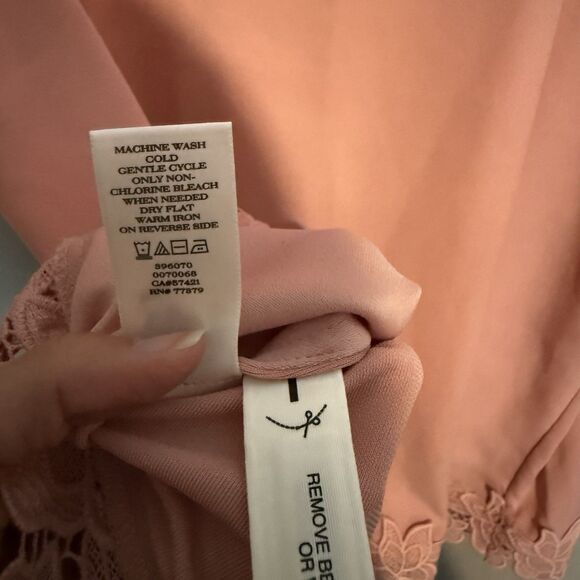 MACHINE WASH
COLD
GENTLE CYCLE
ONLY NON-
CHLORINE BLEACH
WHEN NEEDED
DRY FLAT
WARM IRON
ON REVERSE SIDE
396070
0070068
CA#57421
RN# 77379
REMOVE BE
OR